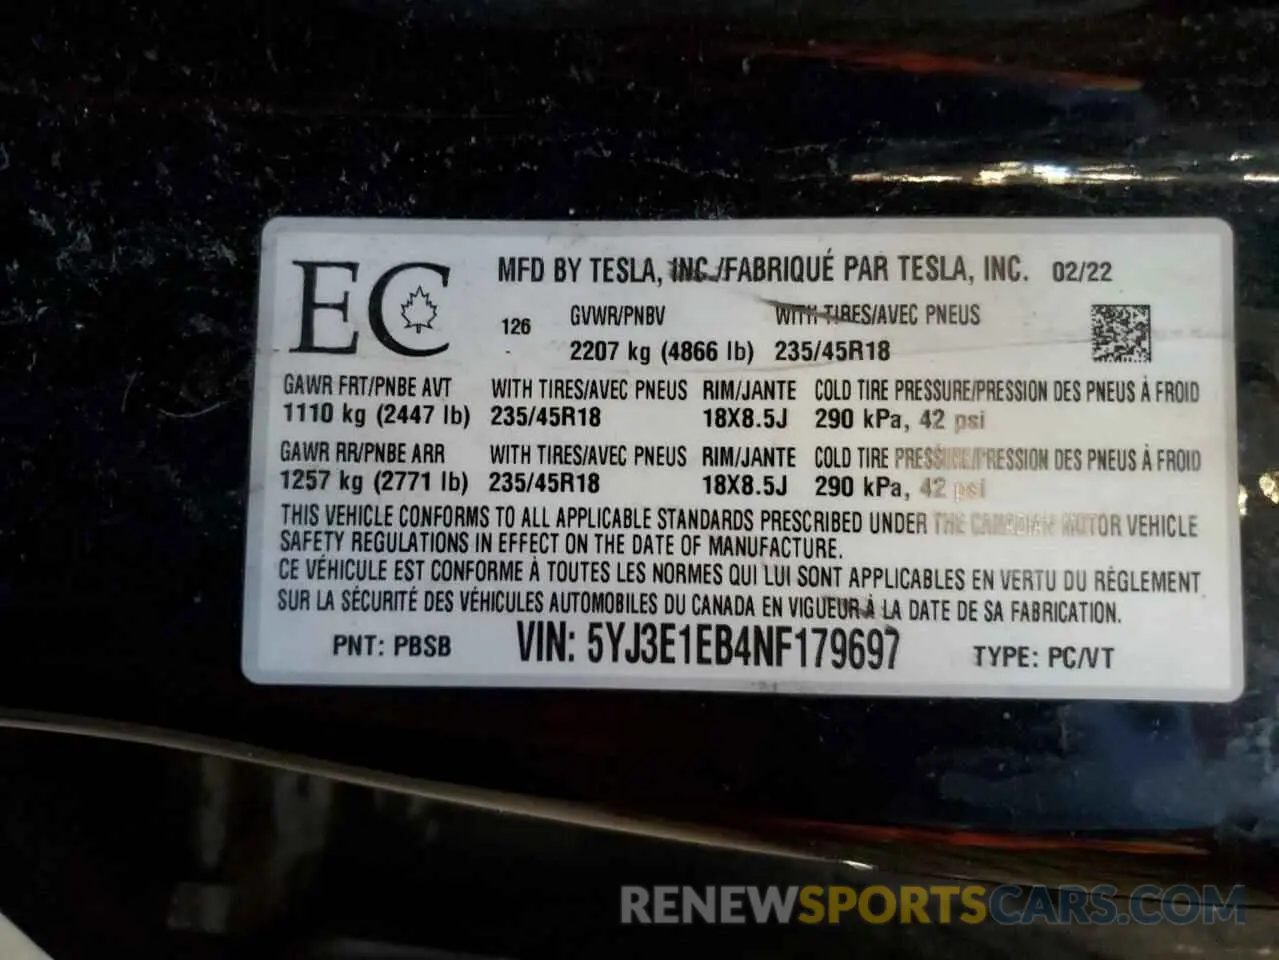 EC
MFD BY TESLA, INC./FABRIQUÉ PAR TESLA, INC. 02/22
126 GVWR/PNBV WITH TIRES/AVEC PNEUS
2207 kg (4866 lb) 235/45R18
GAWR FRT/PNBE AVT WITH TIRES/AVEC PNEUS RIM/JANTE COLD TIRE PRESSURE/PRESSION DES PNEUS À FROID
1110 kg (2447 lb) 235/45R18 18X8.5J 290 kPa, 42 psi
GAWR RR/PNBE ARR WITH TIRES/AVEC PNEUS RIM/JANTE COLD TIRE PRESSURE/PRESSION DES PNEUS À FROID
1257 kg (2771 lb) 235/45R18 18X8.5J 290 kPa, 42 psi
THIS VEHICLE CONFORMS TO ALL APPLICABLE STANDARDS PRESCRIBED UNDER THE CANADIAN MOTOR VEHICLE
SAFETY REGULATIONS IN EFFECT ON THE DATE OF MANUFACTURE.
CE VÉHICULE EST CONFORME À TOUTES LES NORMES QUI LUI SONT APPLICABLES EN VERTU DU RÈGLEMENT
SUR LA SÉCURITÉ DES VÉHICULES AUTOMOBILES DU CANADA EN VIGUEUR À LA DATE DE SA FABRICATION.
PNT: PBSB VIN: 5YJ3E1EB4NF179697 TYPE: PC/VT
RENEWSPORTSCARS.COM